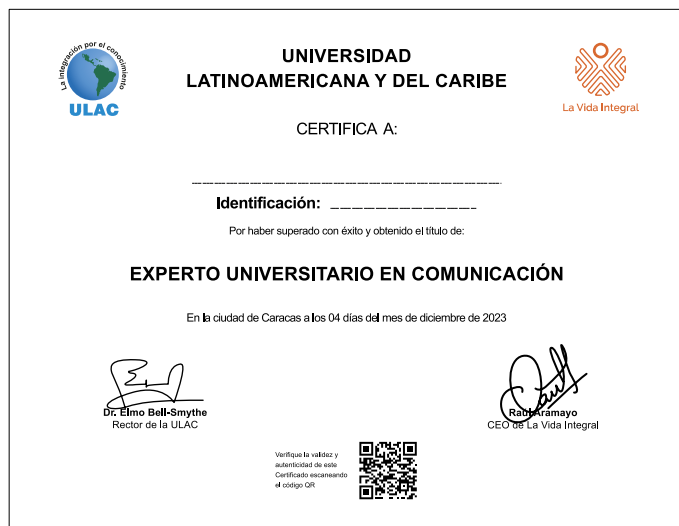 La integración por el conocimiento
ULAC
UNIVERSIDAD
LATINOAMERICANA Y DEL CARIBE
La Vida Integral
CERTIFICA A:
Identificación:
Por haber superado con éxito y obtenido el título de:
EXPERTO UNIVERSITARIO EN COMUNICACIÓN
En la ciudad de Caracas a los 04 días del mes de diciembre de 2023
Dr. Elmo Bell-Smythe
Rector de la ULAC
Raúl Aramayo
CEO de La Vida Integral
Verifique la validez y
autenticidad de este
Certificado escaneando
el código QR